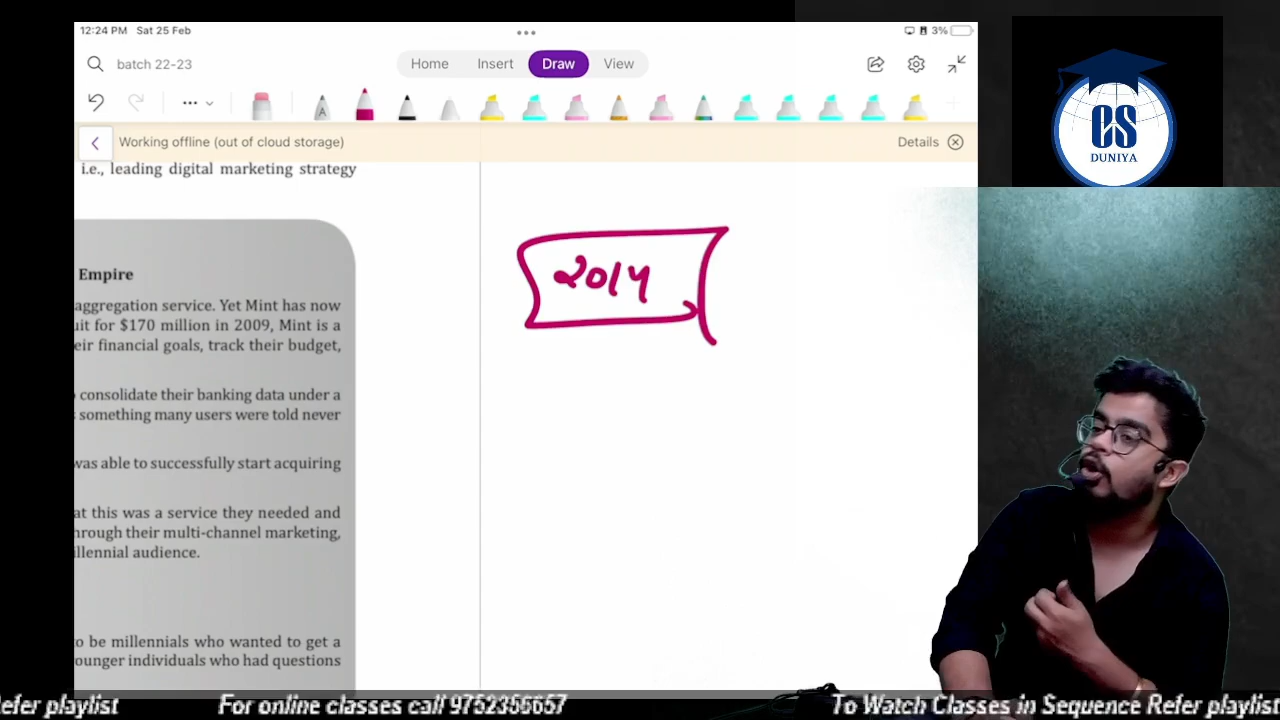 12:24 PM Sat 25 Feb
3%
batch 22-23
Home Insert Draw View
A
Working offline (out of cloud storage)
Details
i.e., leading digital marketing strategy
2014
Empire
aggregation service. Yet Mint has now
uit for $170 million in 2009, Mint is a
eir financial goals, track their budget,
consolidate their banking data under a
something many users were told never
was able to successfully start acquiring
at this was a service they needed and
hrough their multi-channel marketing,
illennial audience.
o be millennials who wanted to get a
ounger individuals who had questions
CS
DUNIYA
efer playlist For online classes call 9752356657 To Watch Classes in Sequence Refer playlist